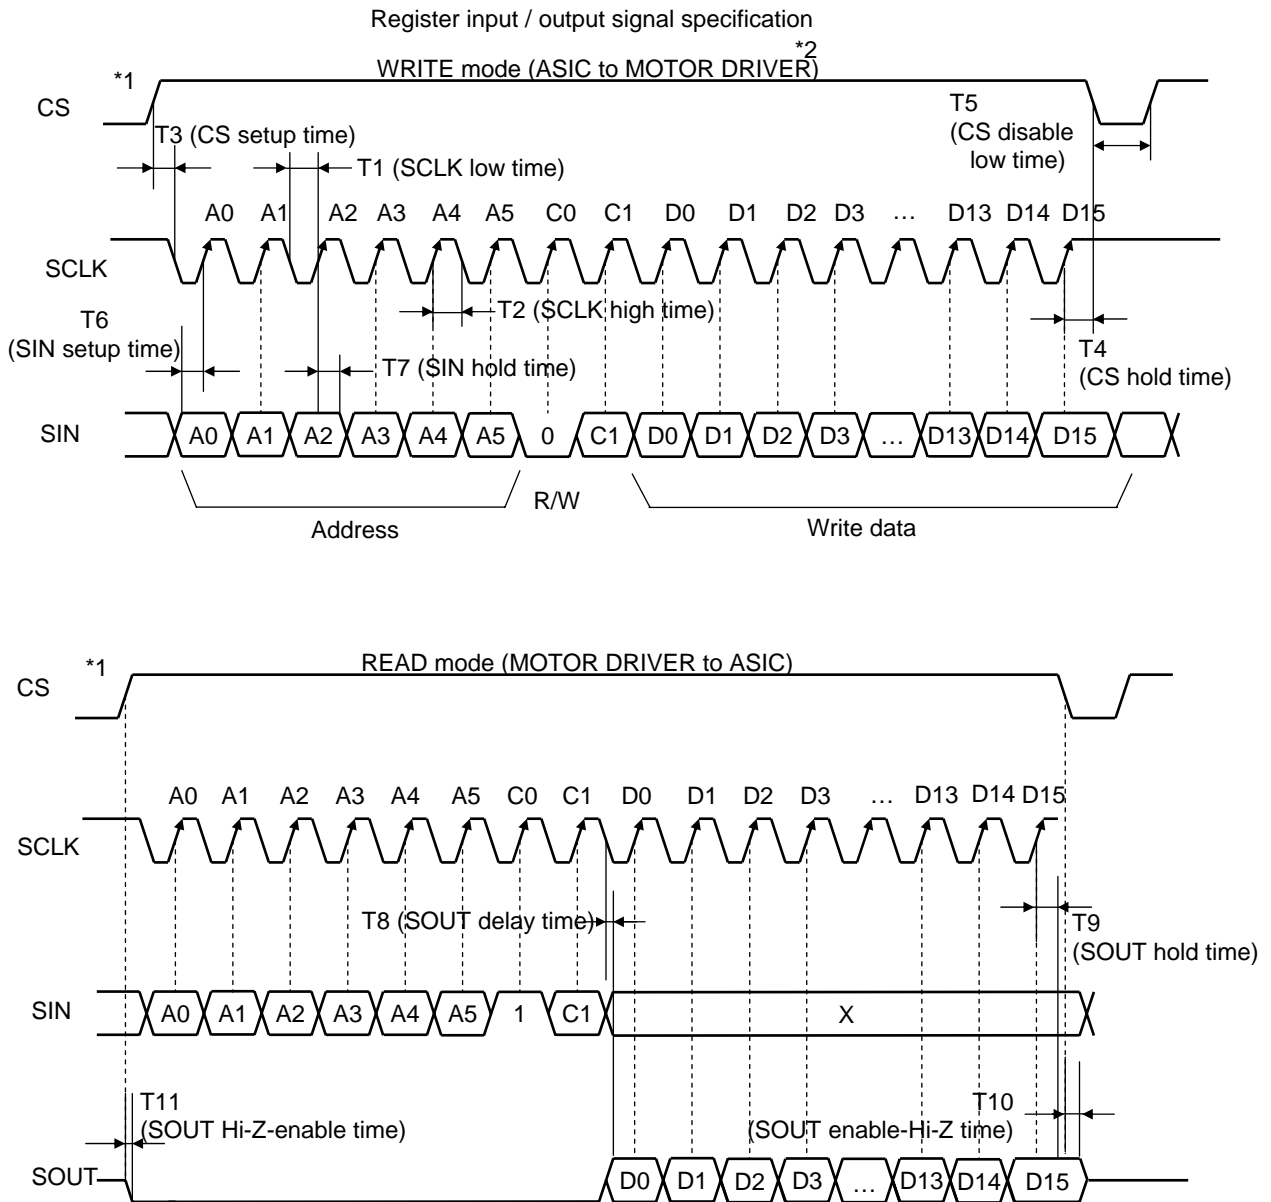 Register input / output signal specification
*2
WRITE mode (ASIC to MOTOR DRIVER)
*1
CS
T3 (CS setup time)
T1 (SCLK low time)
T5
(CS disable
low time)
A0 A1 A2 A3 A4 A5 C0 C1 D0 D1 D2 D3 … D13 D14 D15
SCLK
T2 (SCLK high time)
T6
(SIN setup time)
T7 (SIN hold time)
T4
(CS hold time)
SIN
A0 A1 A2 A3 A4 A5 0 C1 D0 D1 D2 D3 … D13 D14 D15
R/W
Address
Write data
READ mode (MOTOR DRIVER to ASIC)
*1
CS
A0 A1 A2 A3 A4 A5 C0 C1 D0 D1 D2 D3 … D13 D14 D15
SCLK
T8 (SOUT delay time)
T9
(SOUT hold time)
SIN
A0 A1 A2 A3 A4 A5 1 C1 X
T11
(SOUT Hi-Z-enable time)
T10
(SOUT enable-Hi-Z time)
SOUT
D0 D1 D2 D3 … D13 D14 D15